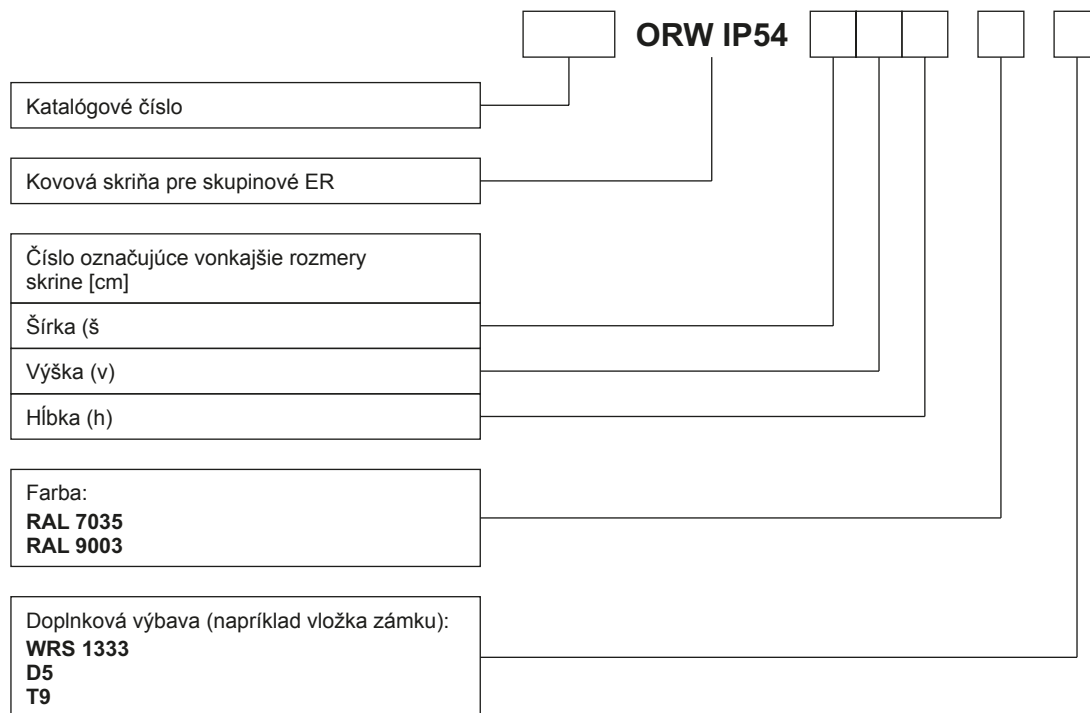 ORW IP54
Katalógové číslo
Kovová skriňa pre skupinové ER
Číslo označujúce vonkajšie rozmery
skrine [cm]
Šírka (š
Výška (v)
Hĺbka (h)
Farba:
RAL 7035
RAL 9003
Doplnková výbava (napríklad vložka zámku):
WRS 1333
D5
T9